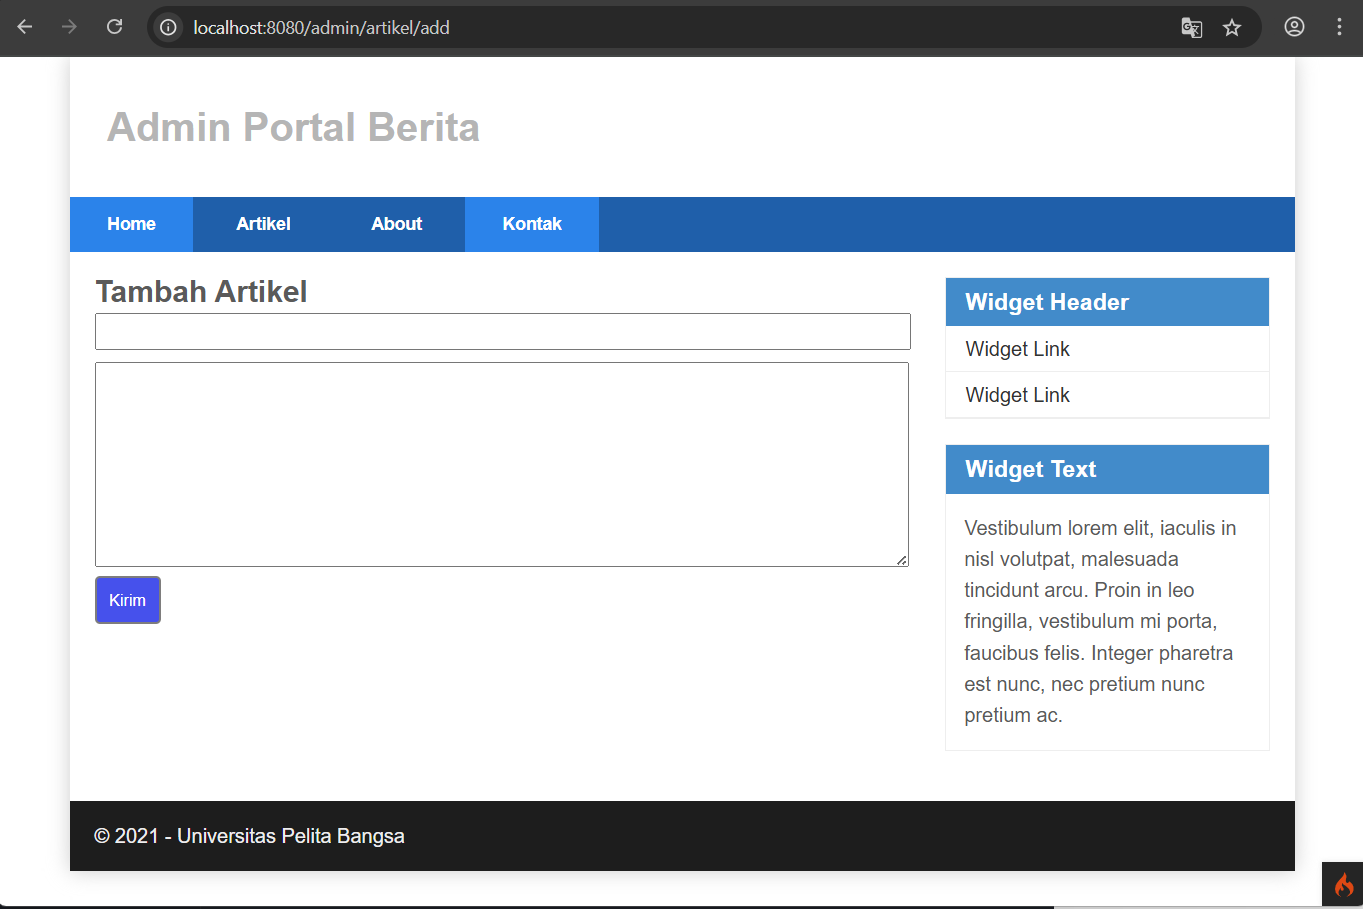 localhost:8080/admin/artikel/add
Admin Portal Berita
Home Artikel About Kontak
Tambah Artikel
Kirim
Widget Header
Widget Link
Widget Link
Widget Text
Vestibulum lorem elit, iaculis in
nisl volutpat, malesuada
tincidunt arcu. Proin in leo
fringilla, vestibulum mi porta,
faucibus felis. Integer pharetra
est nunc, nec pretium nunc
pretium ac.
© 2021 - Universitas Pelita Bangsa